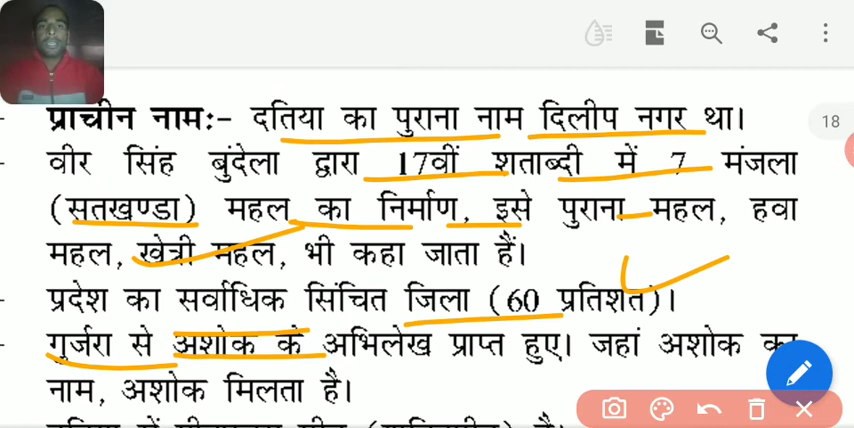 18
प्राचीन नामः- दतिया का पुराना नाम दिलीप नगर था।
वीर सिंह बुंदेला द्वारा 17वीं शताब्दी में 7 मंजला
(सतखण्डा) महल का निर्माण, इसे पुराना महल, हवा
महल, खेत्री महल, भी कहा जाता हैं।
प्रदेश का सर्वाधिक सिंचित जिला (60 प्रतिशत)।
गुर्जरा से अशोक के अभिलेख प्राप्त हुए। जहां अशोक का
नाम, अशोक मिलता है।